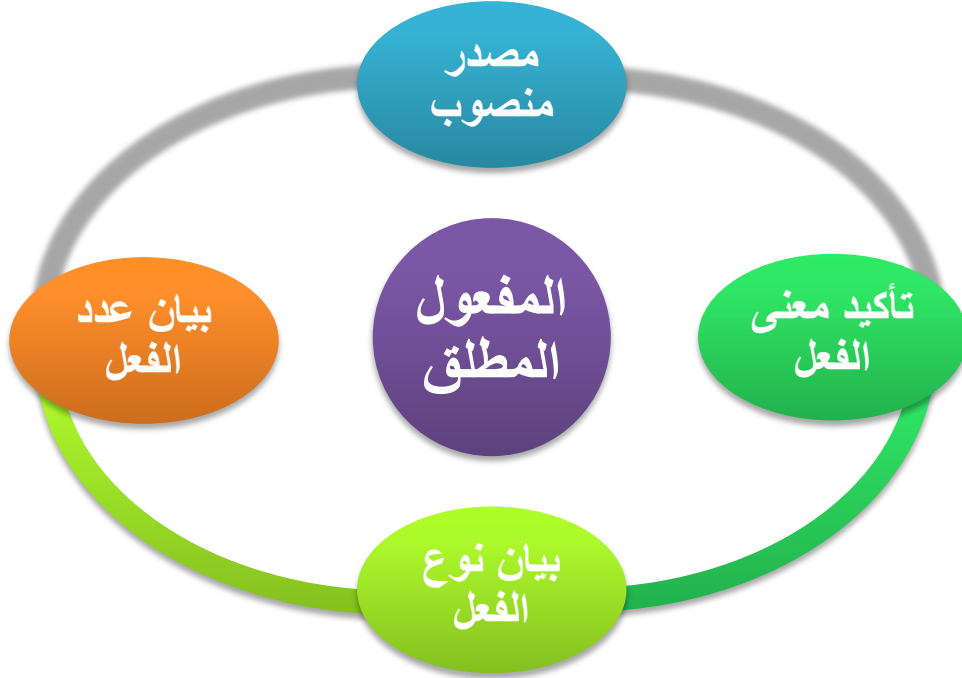 مصدر
منصوب
المفعول
المطلق
تأكيد معنى
الفعل
بيان نوع
الفعل
بيان عدد
الفعل